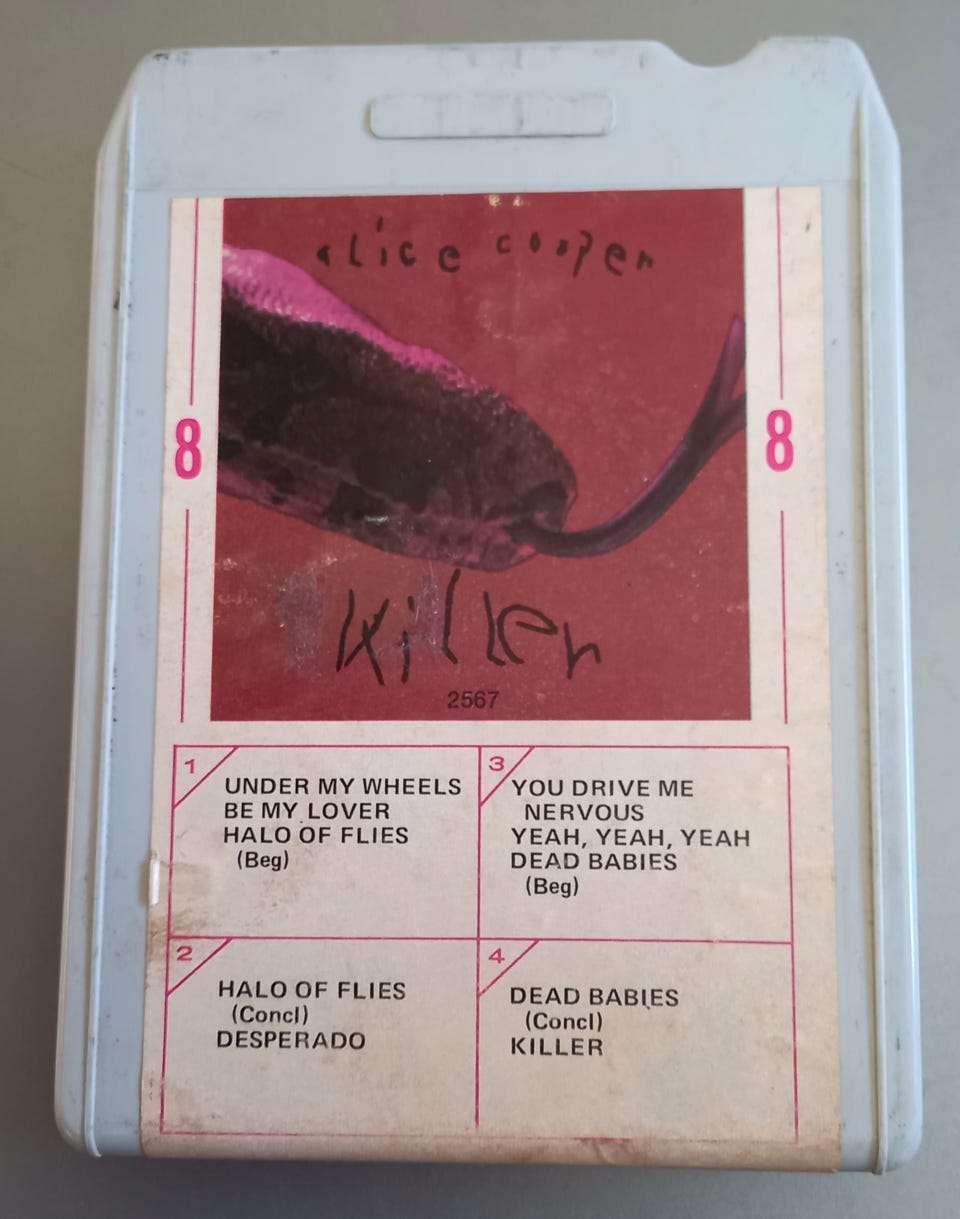 alice cooper
8
8
killer
2567
1
UNDER MY WHEELS
BE MY LOVER
HALO OF FLIES
(Beg)
3
YOU DRIVE ME
NERVOUS
YEAH, YEAH, YEAH
DEAD BABIES
(Beg)
2
HALO OF FLIES
(Concl)
DESPERADO
4
DEAD BABIES
(Concl)
KILLER